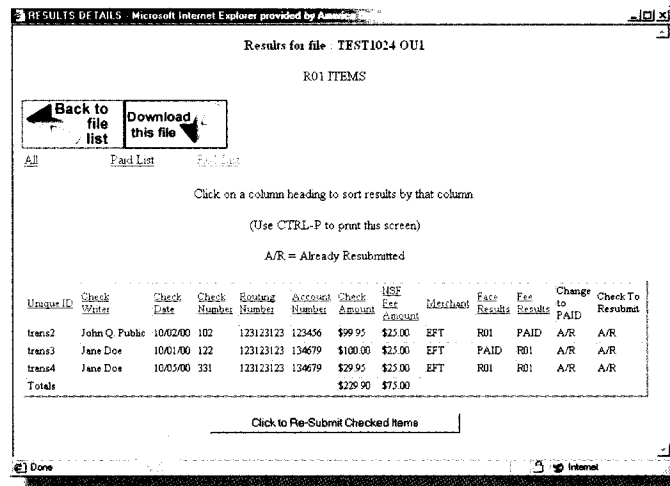 RESULTS DETAILS - Microsoft Internet Explorer provided by America
Results for file : TEST1024 OU1
R01 ITEMS
Back to file list
Download this file
All Paid List
Click on a column heading to sort results by that column
(Use CTRL-P to print this screen)
A/R = Already Resubmitted
Unique ID Check Writer Check Date Check Number Routing Number Account Number Check Amount NSF Fee Amount Merchant Face Results Fee Results Change to PAID Check To Resubmit
trans2 John Q. Public 10/02/00 102 123123123 123456 $99.95 $25.00 EFT R01 PAID A/R A/R
trans3 Jane Doe 10/01/00 122 123123123 134679 $100.00 $25.00 EFT PAID R01 A/R A/R
trans4 Jane Doe 10/05/00 331 123123123 134679 $29.95 $25.00 EFT R01 R01 A/R A/R
Totals $229.90 $75.00
Click to Re-Submit Checked Items
Done Internet